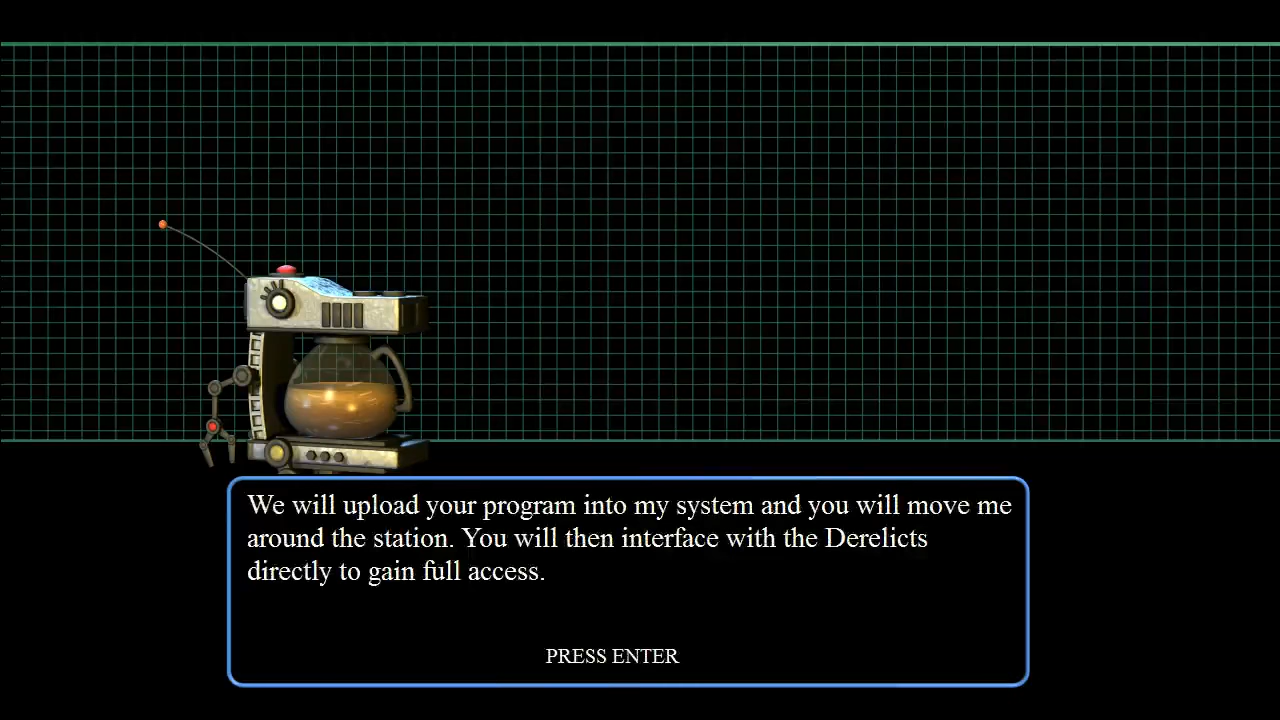 We will upload your program into my system and you will move me
around the station. You will then interface with the Derelicts
directly to gain full access.
PRESS ENTER